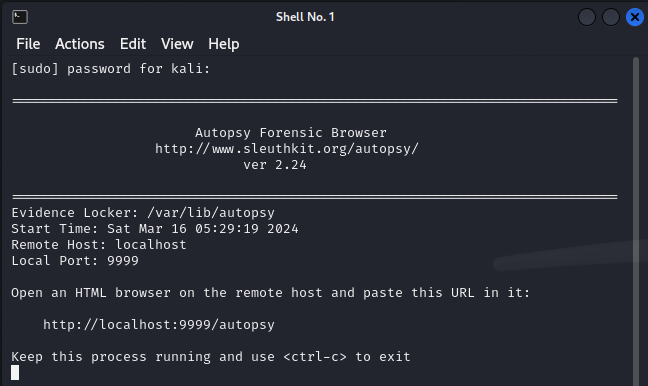 Shell No. 1
File Actions Edit View Help
[sudo] password for kali:
============================================================================
Autopsy Forensic Browser
http://www.sleuthkit.org/autopsy/
ver 2.24
============================================================================
Evidence Locker: /var/lib/autopsy
Start Time: Sat Mar 16 05:29:19 2024
Remote Host: localhost
Local Port: 9999
Open an HTML browser on the remote host and paste this URL in it:
http://localhost:9999/autopsy
Keep this process running and use <ctrl-c> to exit